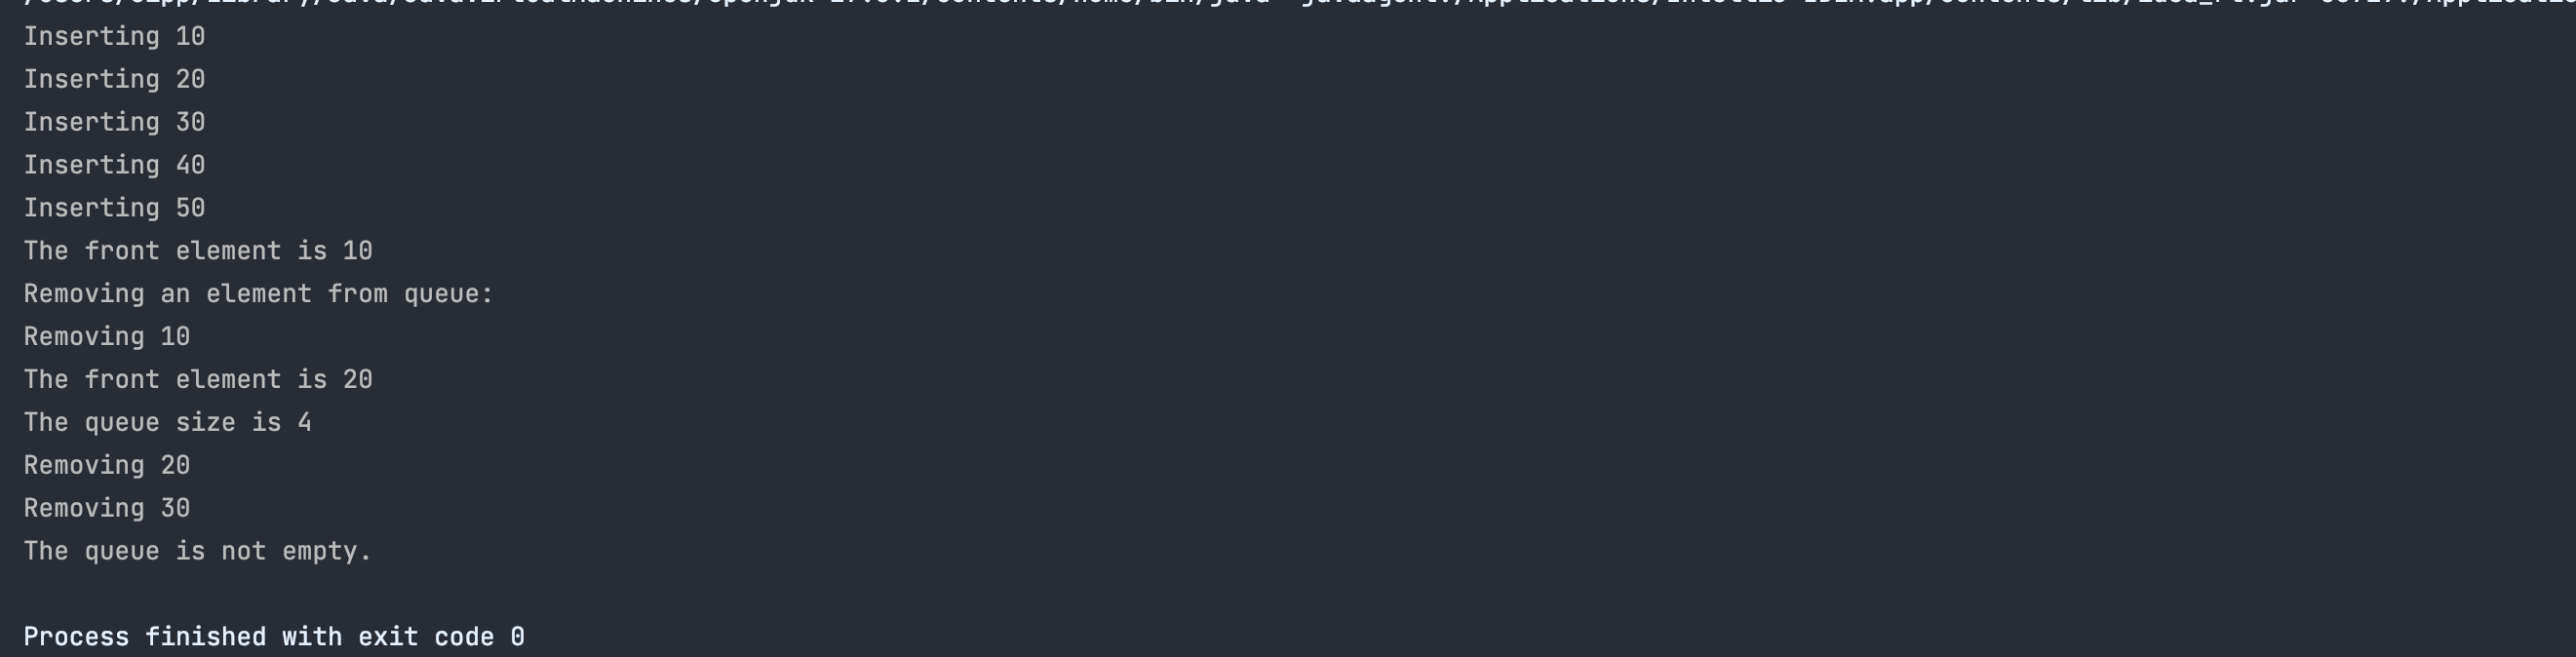 Inserting 10
Inserting 20
Inserting 30
Inserting 40
Inserting 50
The front element is 10
Removing an element from queue:
Removing 10
The front element is 20
The queue size is 4
Removing 20
Removing 30
The queue is not empty.
Process finished with exit code 0